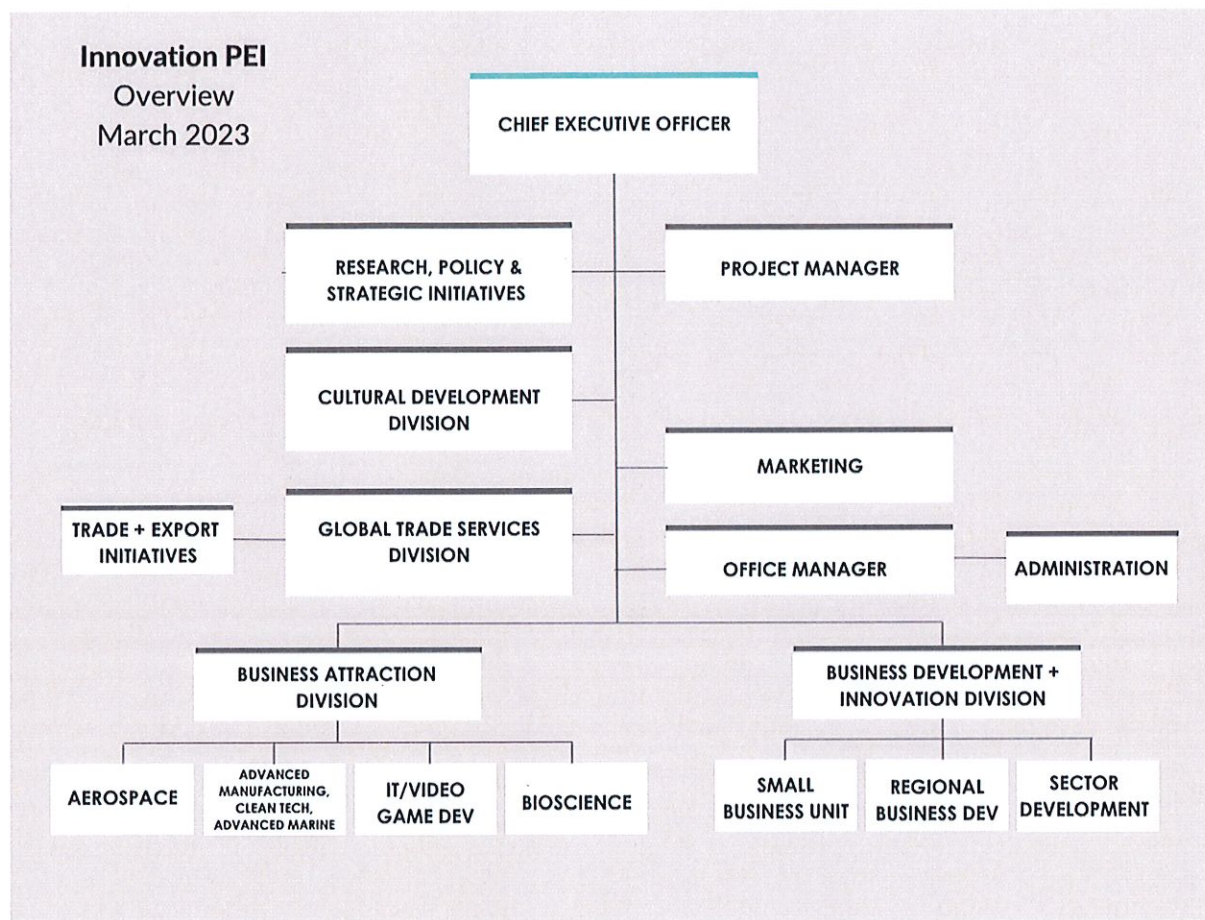 Innovation PEI
Overview
March 2023
CHIEF EXECUTIVE OFFICER
RESEARCH, POLICY &
STRATEGIC INITIATIVES
PROJECT MANAGER
CULTURAL DEVELOPMENT
DIVISION
MARKETING
TRADE + EXPORT
INITIATIVES
GLOBAL TRADE SERVICES
DIVISION
OFFICE MANAGER
ADMINISTRATION
BUSINESS ATTRACTION
DIVISION
BUSINESS DEVELOPMENT +
INNOVATION DIVISION
AEROSPACE
ADVANCED
MANUFACTURING,
CLEAN TECH,
ADVANCED MARINE
IT/VIDEO
GAME DEV
BIOSCIENCE
SMALL
BUSINESS UNIT
REGIONAL
BUSINESS DEV
SECTOR
DEVELOPMENT